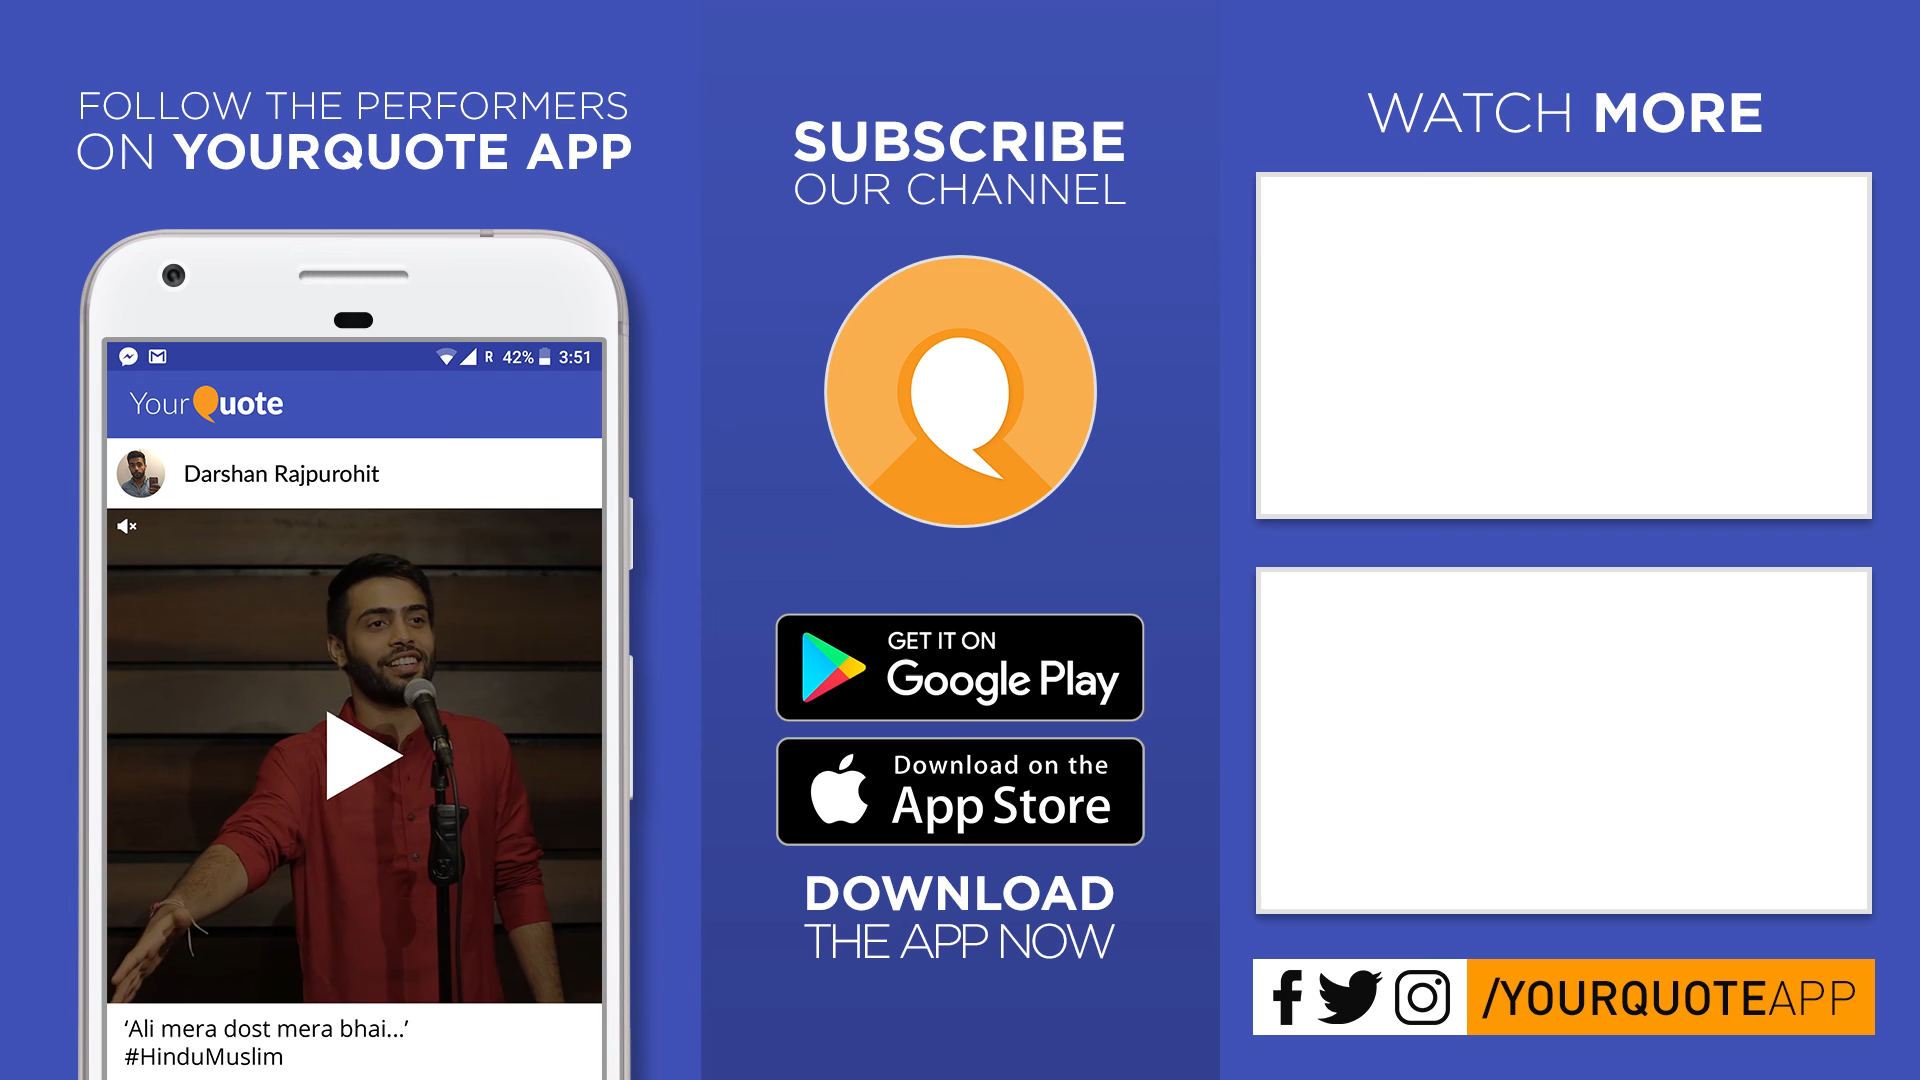 FOLLOW THE PERFORMERS
ON YOURQUOTE APP
R 42% 3:51
YourQuote
Darshan Rajpurohit
‘Ali mera dost mera bhai...’
#HinduMuslim
SUBSCRIBE
OUR CHANNEL
GET IT ON
Google Play
Download on the
App Store
DOWNLOAD
THE APP NOW
WATCH MORE
/YOURQUOTEAPP